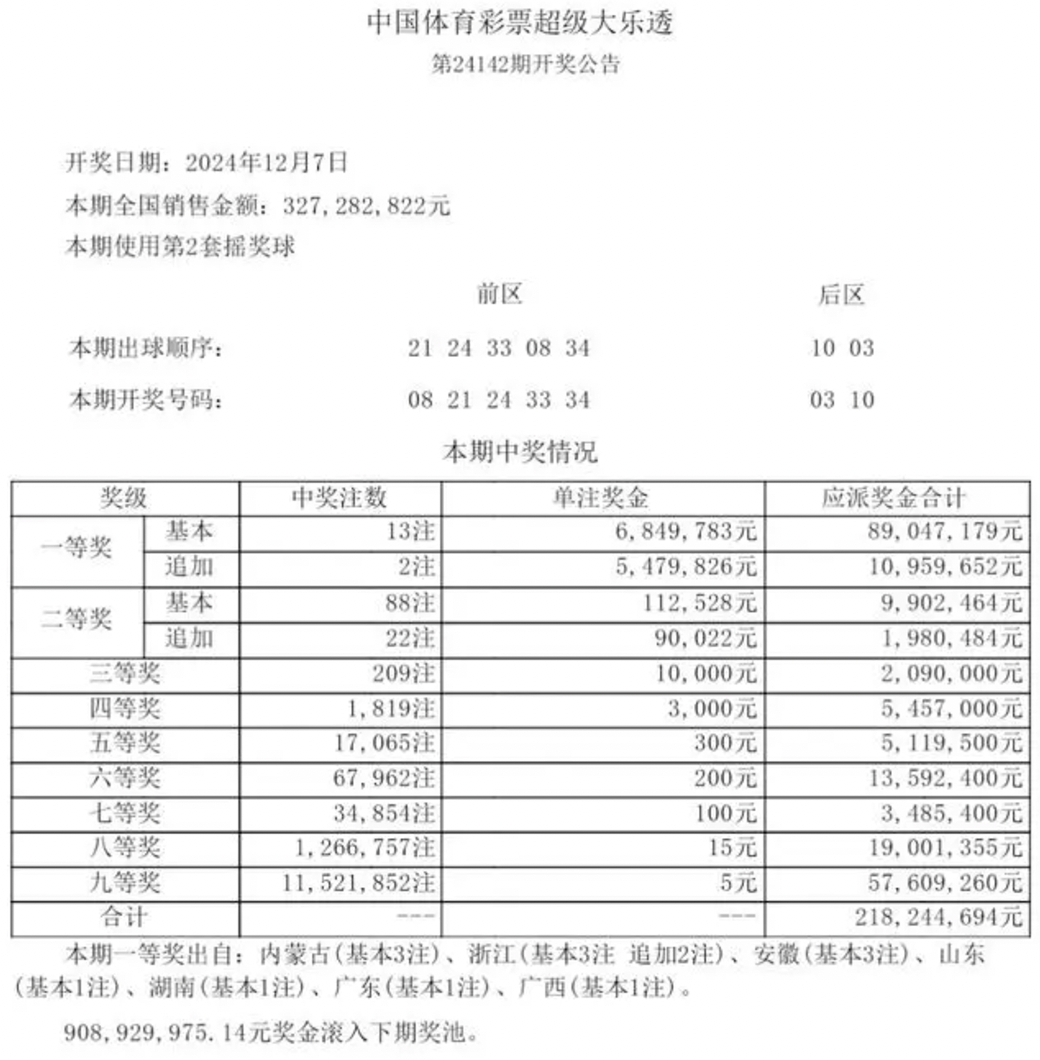 中国体育彩票超级大乐透
第24142期开奖公告
开奖日期：2024年12月7日
本期全国销售金额：327,282,822元
本期使用第2套摇奖球
前区 后区
本期出球顺序： 21 24 33 08 34 10 03
本期开奖号码： 08 21 24 33 34 03 10
本期中奖情况
奖级 中奖注数 单注奖金 应派奖金合计
一等奖 基本 13注 6,849,783元 89,047,179元
追加 2注 5,479,826元 10,959,652元
二等奖 基本 88注 112,528元 9,902,464元
追加 22注 90,022元 1,980,484元
三等奖 209注 10,000元 2,090,000元
四等奖 1,819注 3,000元 5,457,000元
五等奖 17,065注 300元 5,119,500元
六等奖 67,962注 200元 13,592,400元
七等奖 34,854注 100元 3,485,400元
八等奖 1,266,757注 15元 19,001,355元
九等奖 11,521,852注 5元 57,609,260元
合计 --- --- 218,244,694元
本期一等奖出自：内蒙古(基本3注)、浙江(基本3注 追加2注)、安徽(基本3注)、山东
(基本1注)、湖南(基本1注)、广东(基本1注)、广西(基本1注)。
908,929,975.14元奖金滚入下期奖池。